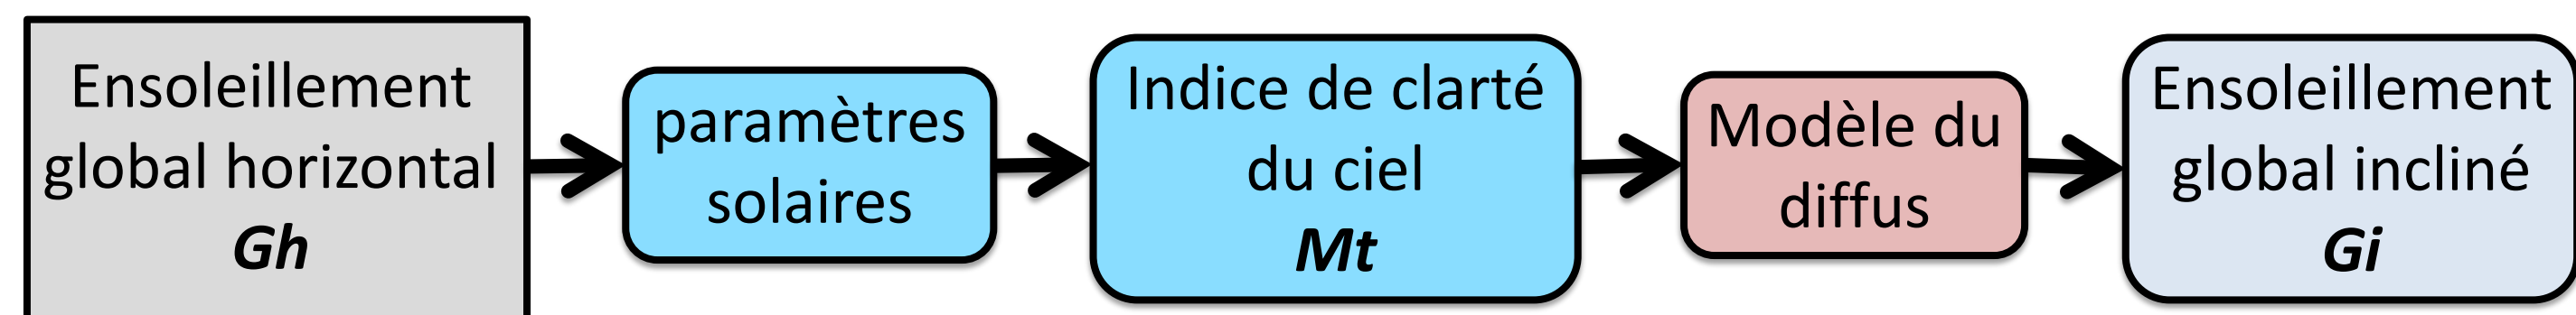 Ensoleillement
global horizontal
Gh
paramètres
solaires
Indice de clarté
du ciel
Mt
Modèle du
diffus
Ensoleillement
global incliné
Gi